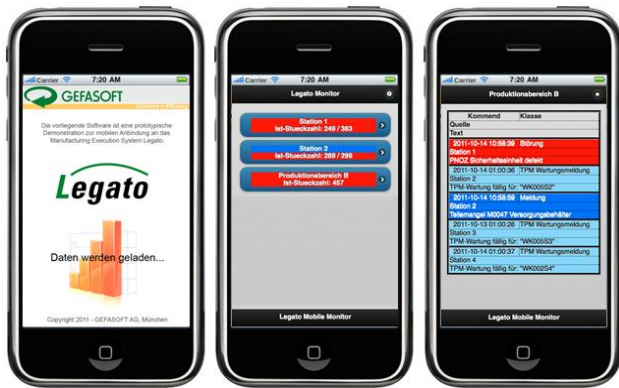 Carrier 7:20 AM
GEFASOFT
Die vorliegende Software ist eine prototypische
Demonstration zur mobilen Anbindung an das
Manufacturing Execution System Legato.
Legato
Daten werden geladen...
Copyright 2011 - GEFASOFT AG, München
Carrier 7:20 AM
Legato Monitor
Station 1
Ist-Stueckzahl: 249 / 363
Station 2
Ist-Stueckzahl: 269 / 299
Produktionsbereich B
Ist-Stueckzahl: 457
Legato Mobile Monitor
Carrier 7:20 AM
Produktionsbereich B
Kommend Klasse
Quelle
Text
2011-10-14 10:58:39 Störung
Station 1
PNOZ Sicherheitseinheit defekt
2011-10-14 01:00:36 TPM Wartungsmeldung
Station 2
TPM-Wartung fällig für: "WK005S2"
2011-10-14 10:58:59 Meldung
Station 2
Teilemangel M0047 Versorgungsbehälter
2011-10-13 01:00:26 TPM Wartungsmeldung
Station 3
TPM-Wartung fällig für: "WK005S3"
2011-10-14 01:00:37 TPM Wartungsmeldung
Station 4
TPM-Wartung fällig für: "WK002S4"
Legato Mobile Monitor